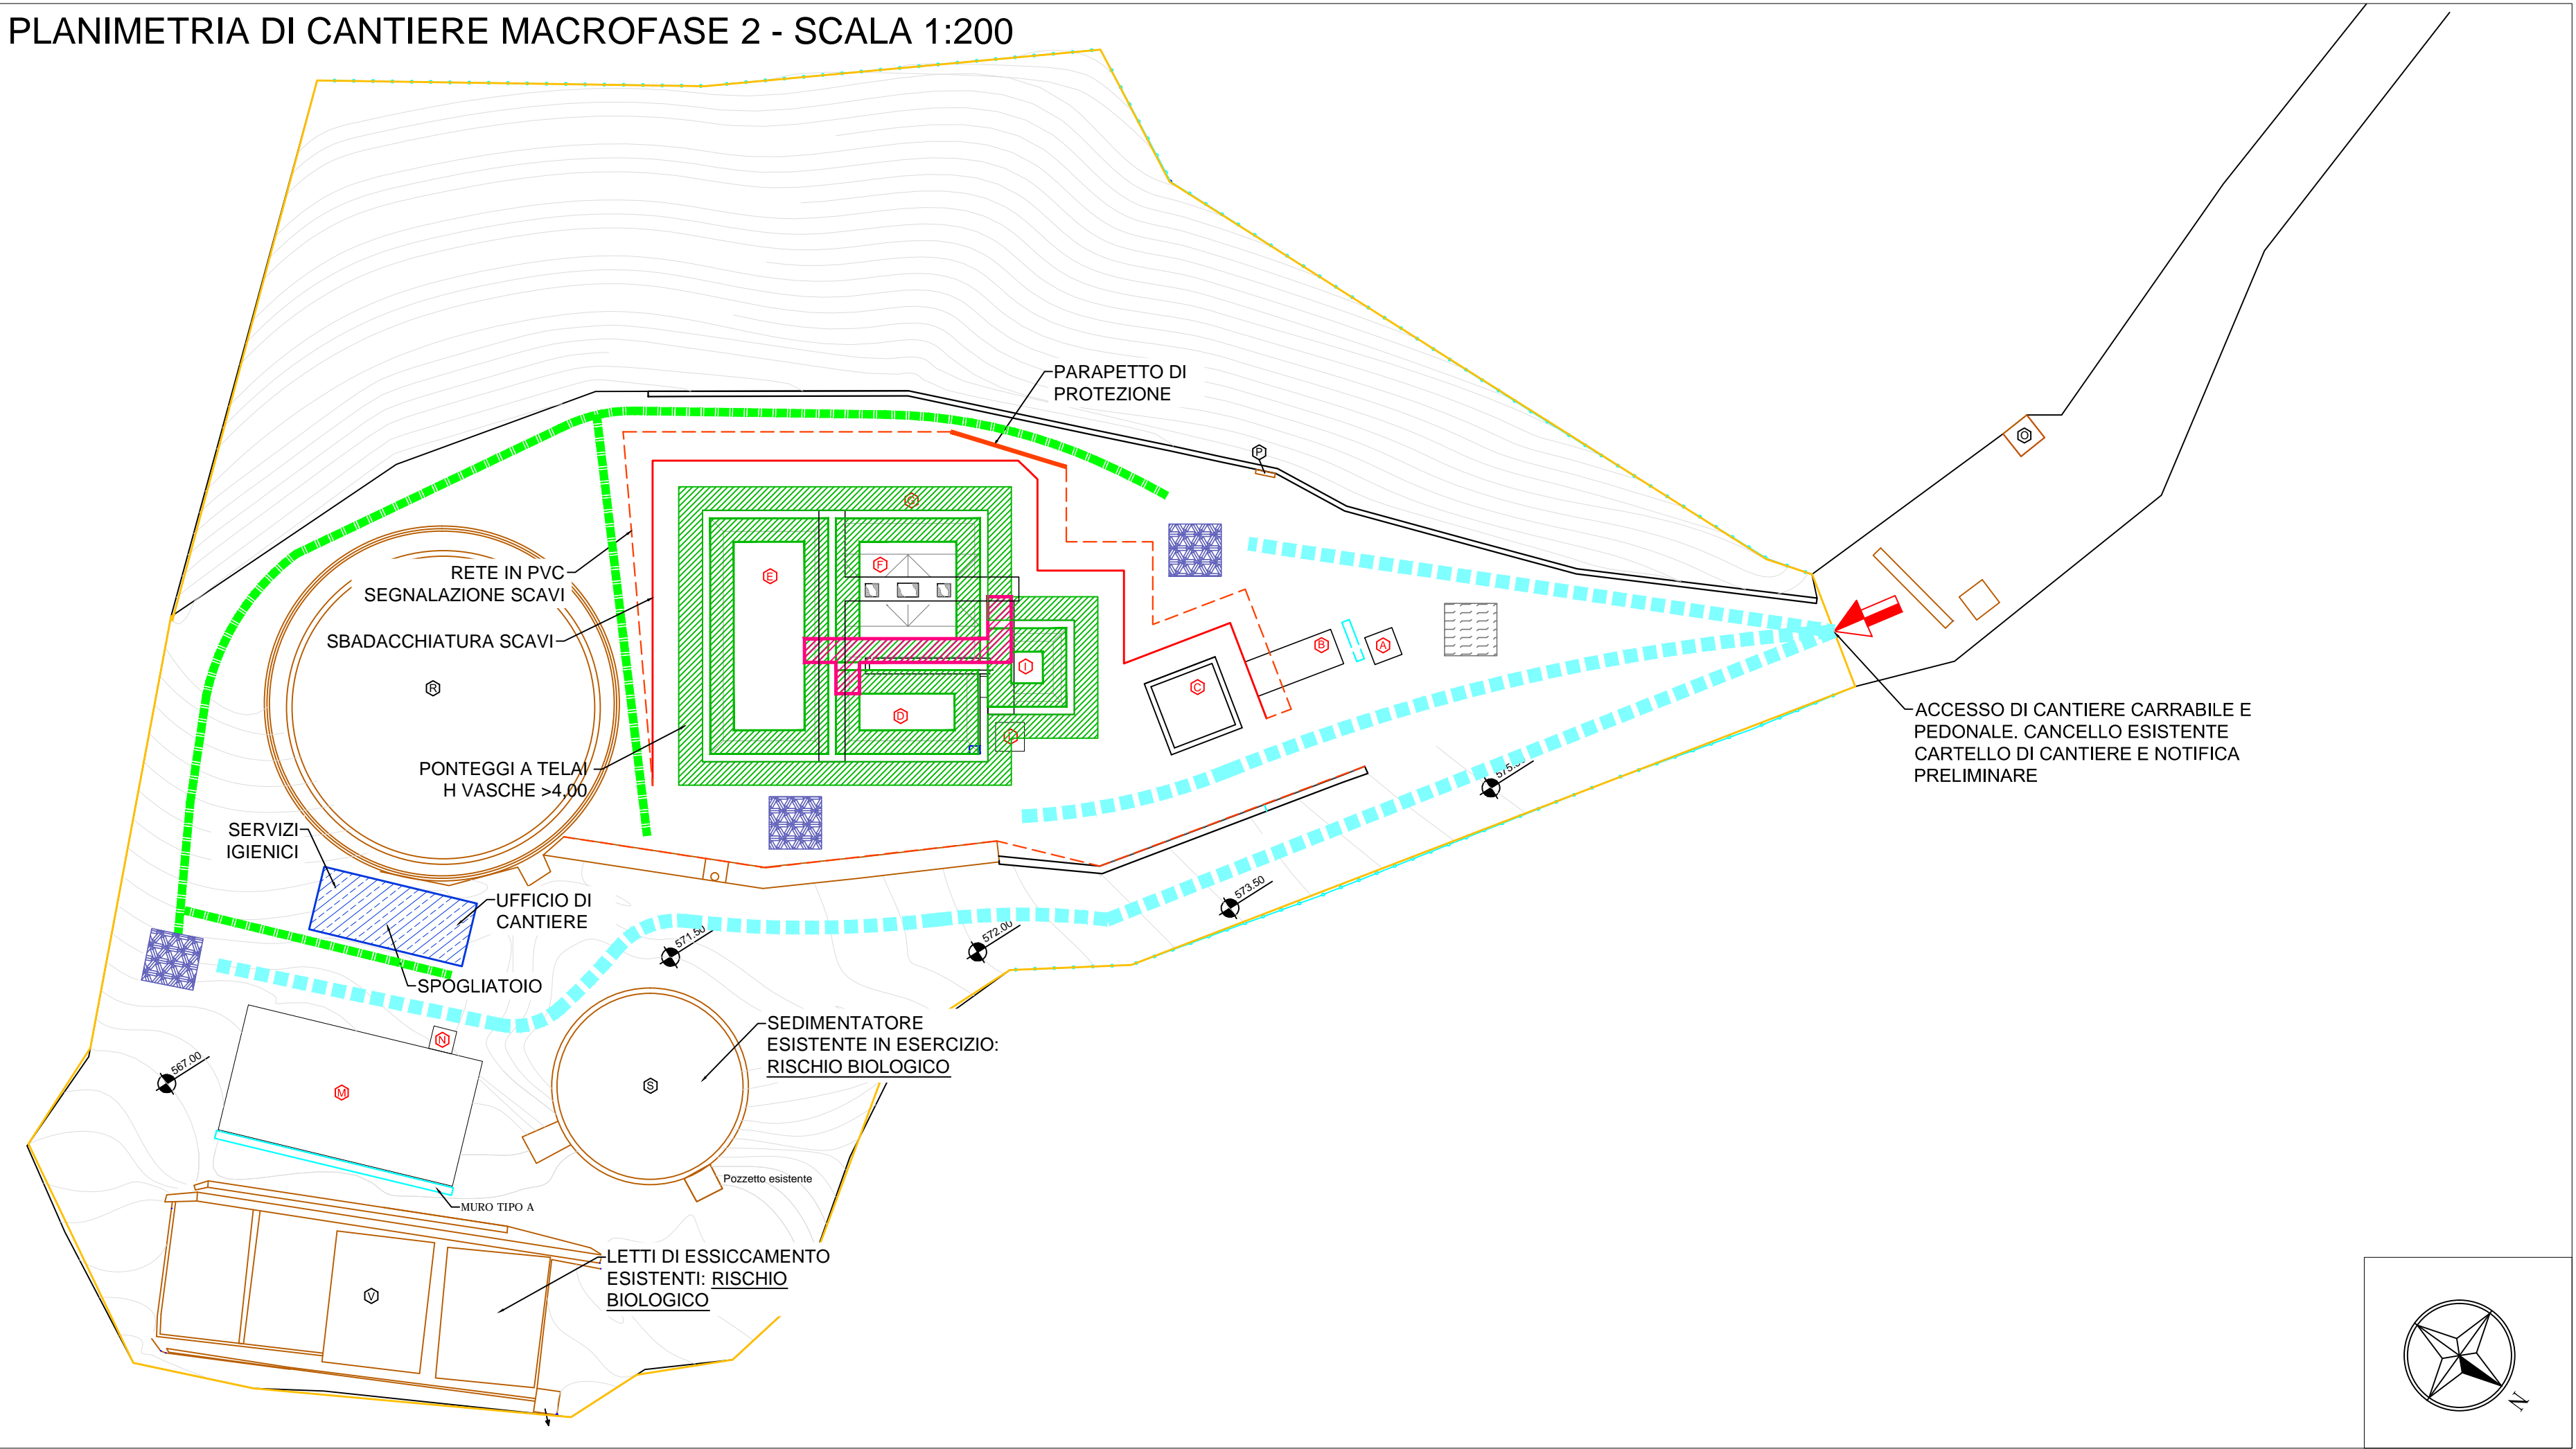 PLANIMETRIA DI CANTIERE MACROFASE 2 - SCALA 1:200
PARAPETTO DI
PROTEZIONE
P
O
G
RETE IN PVC
SEGNALAZIONE SCAVI
E
F
SBADACCHIATURA SCAVI
B
A
R
I
C
D
L
ACCESSO DI CANTIERE CARRABILE E
PEDONALE. CANCELLO ESISTENTE
CARTELLO DI CANTIERE E NOTIFICA
PRELIMINARE
PONTEGGI A TELAI
H VASCHE >4,00
SERVIZI
IGIENICI
UFFICIO DI
CANTIERE
573.50
571.50
572.00
SPOGLIATOIO
SEDIMENTATORE
ESISTENTE IN ESERCIZIO:
RISCHIO BIOLOGICO
N
567.00
M
S
Pozzetto esistente
MURO TIPO A
LETTI DI ESSICCAMENTO
ESISTENTI: RISCHIO
BIOLOGICO
V
N